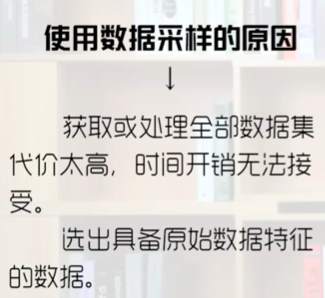 使用数据采样的原因
↓
获取或处理全部数据集
代价太高，时间开销无法接
受。
选出具备原始数据特征
的数据。